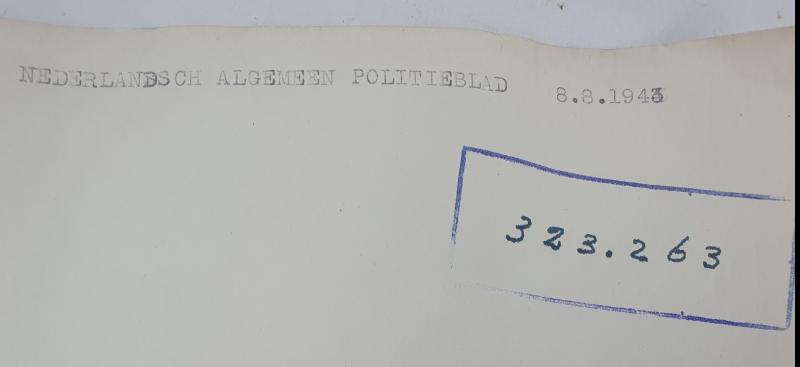 NEDERLANDSCH ALGEMEEN POLITIEBLAD 8.8.1943
323.263